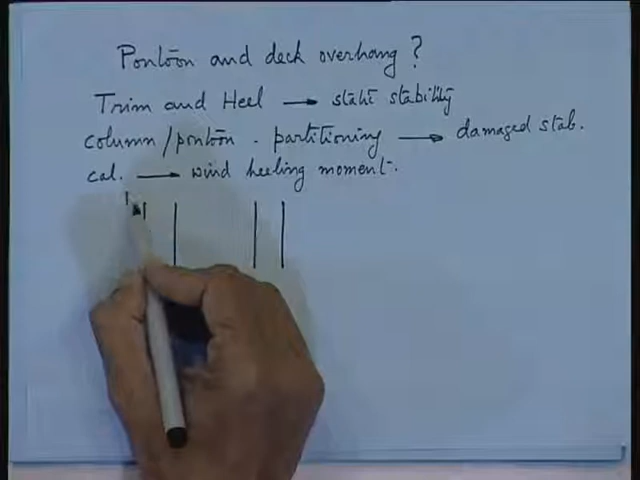 Pontoon and deck overhang ?
Trim and Heel → static stability
column/pontoon . partitioning → damaged stab.
cal. → wind heeling moment.